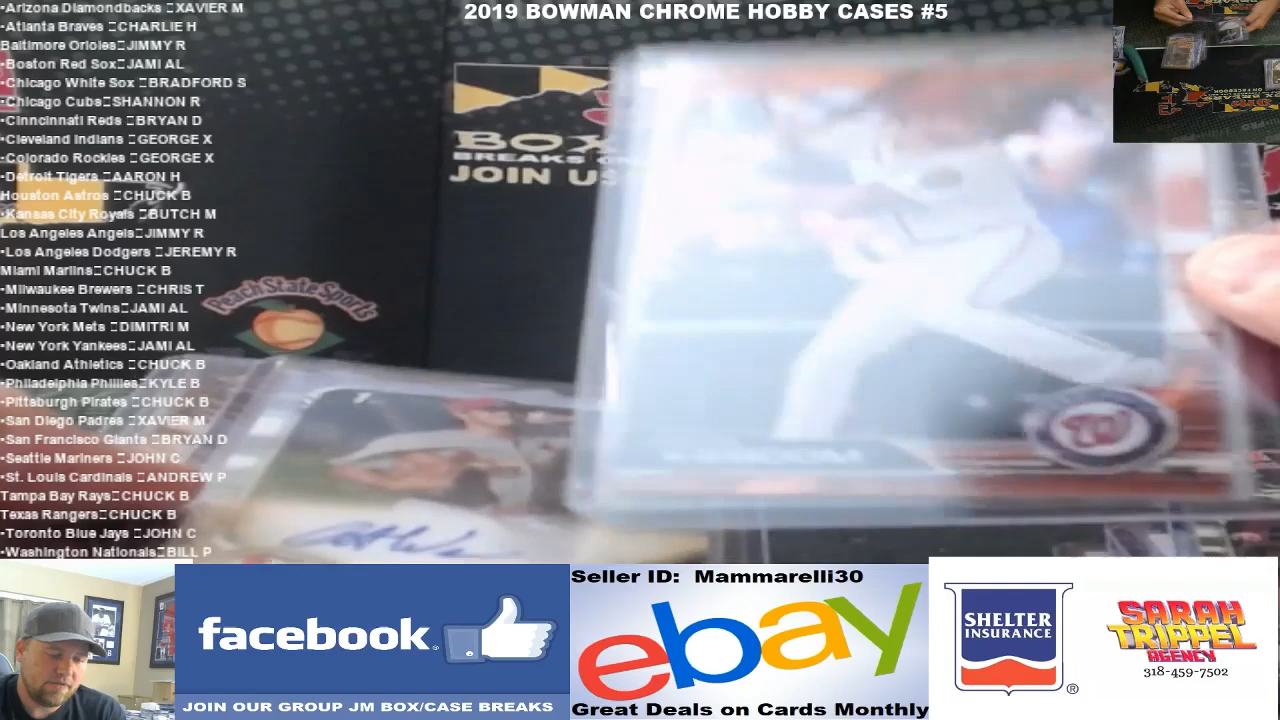 2019 BOWMAN CHROME HOBBY CASES #5
•Arizona Diamondbacks □XAVIER M
•Atlanta Braves □CHARLIE H
Baltimore Orioles□JIMMY R
•Boston Red Sox□JAMI AL
•Chicago White Sox □BRADFORD S
•Chicago Cubs□SHANNON R
•Cinncinnati Reds □BRYAN D
•Cleveland Indians □GEORGE X
•Colorado Rockies □GEORGE X
•Detroit Tigers □AARON H
Houston Astros □CHUCK B
•Kansas City Royals □BUTCH M
Los Angeles Angels□JIMMY R
•Los Angeles Dodgers □JEREMY R
Miami Marlins□CHUCK B
•Milwaukee Brewers □CHRIS T
•Minnesota Twins□JAMI AL
•New York Mets □DIMITRI M
•New York Yankees□JAMI AL
•Oakland Athletics □CHUCK B
•Philadelphia Phillies□KYLE B
•Pittsburgh Pirates □CHUCK B
•San Diego Padres □XAVIER M
•San Francisco Giants □BRYAN D
•Seattle Mariners □JOHN C
•St. Louis Cardinals □ANDREW P
Tampa Bay Rays□CHUCK B
Texas Rangers□CHUCK B
•Toronto Blue Jays □JOHN C
•Washington Nationals□BILL P
BOX
BREAKS
JOIN US
Peach State Sports
W
facebook®
JOIN OUR GROUP JM BOX/CASE BREAKS
Seller ID: Mammarelli30
ebay
Great Deals on Cards Monthly
SHELTER
INSURANCE
®
SARAH
TRIPPEL
AGENCY
318-459-7502